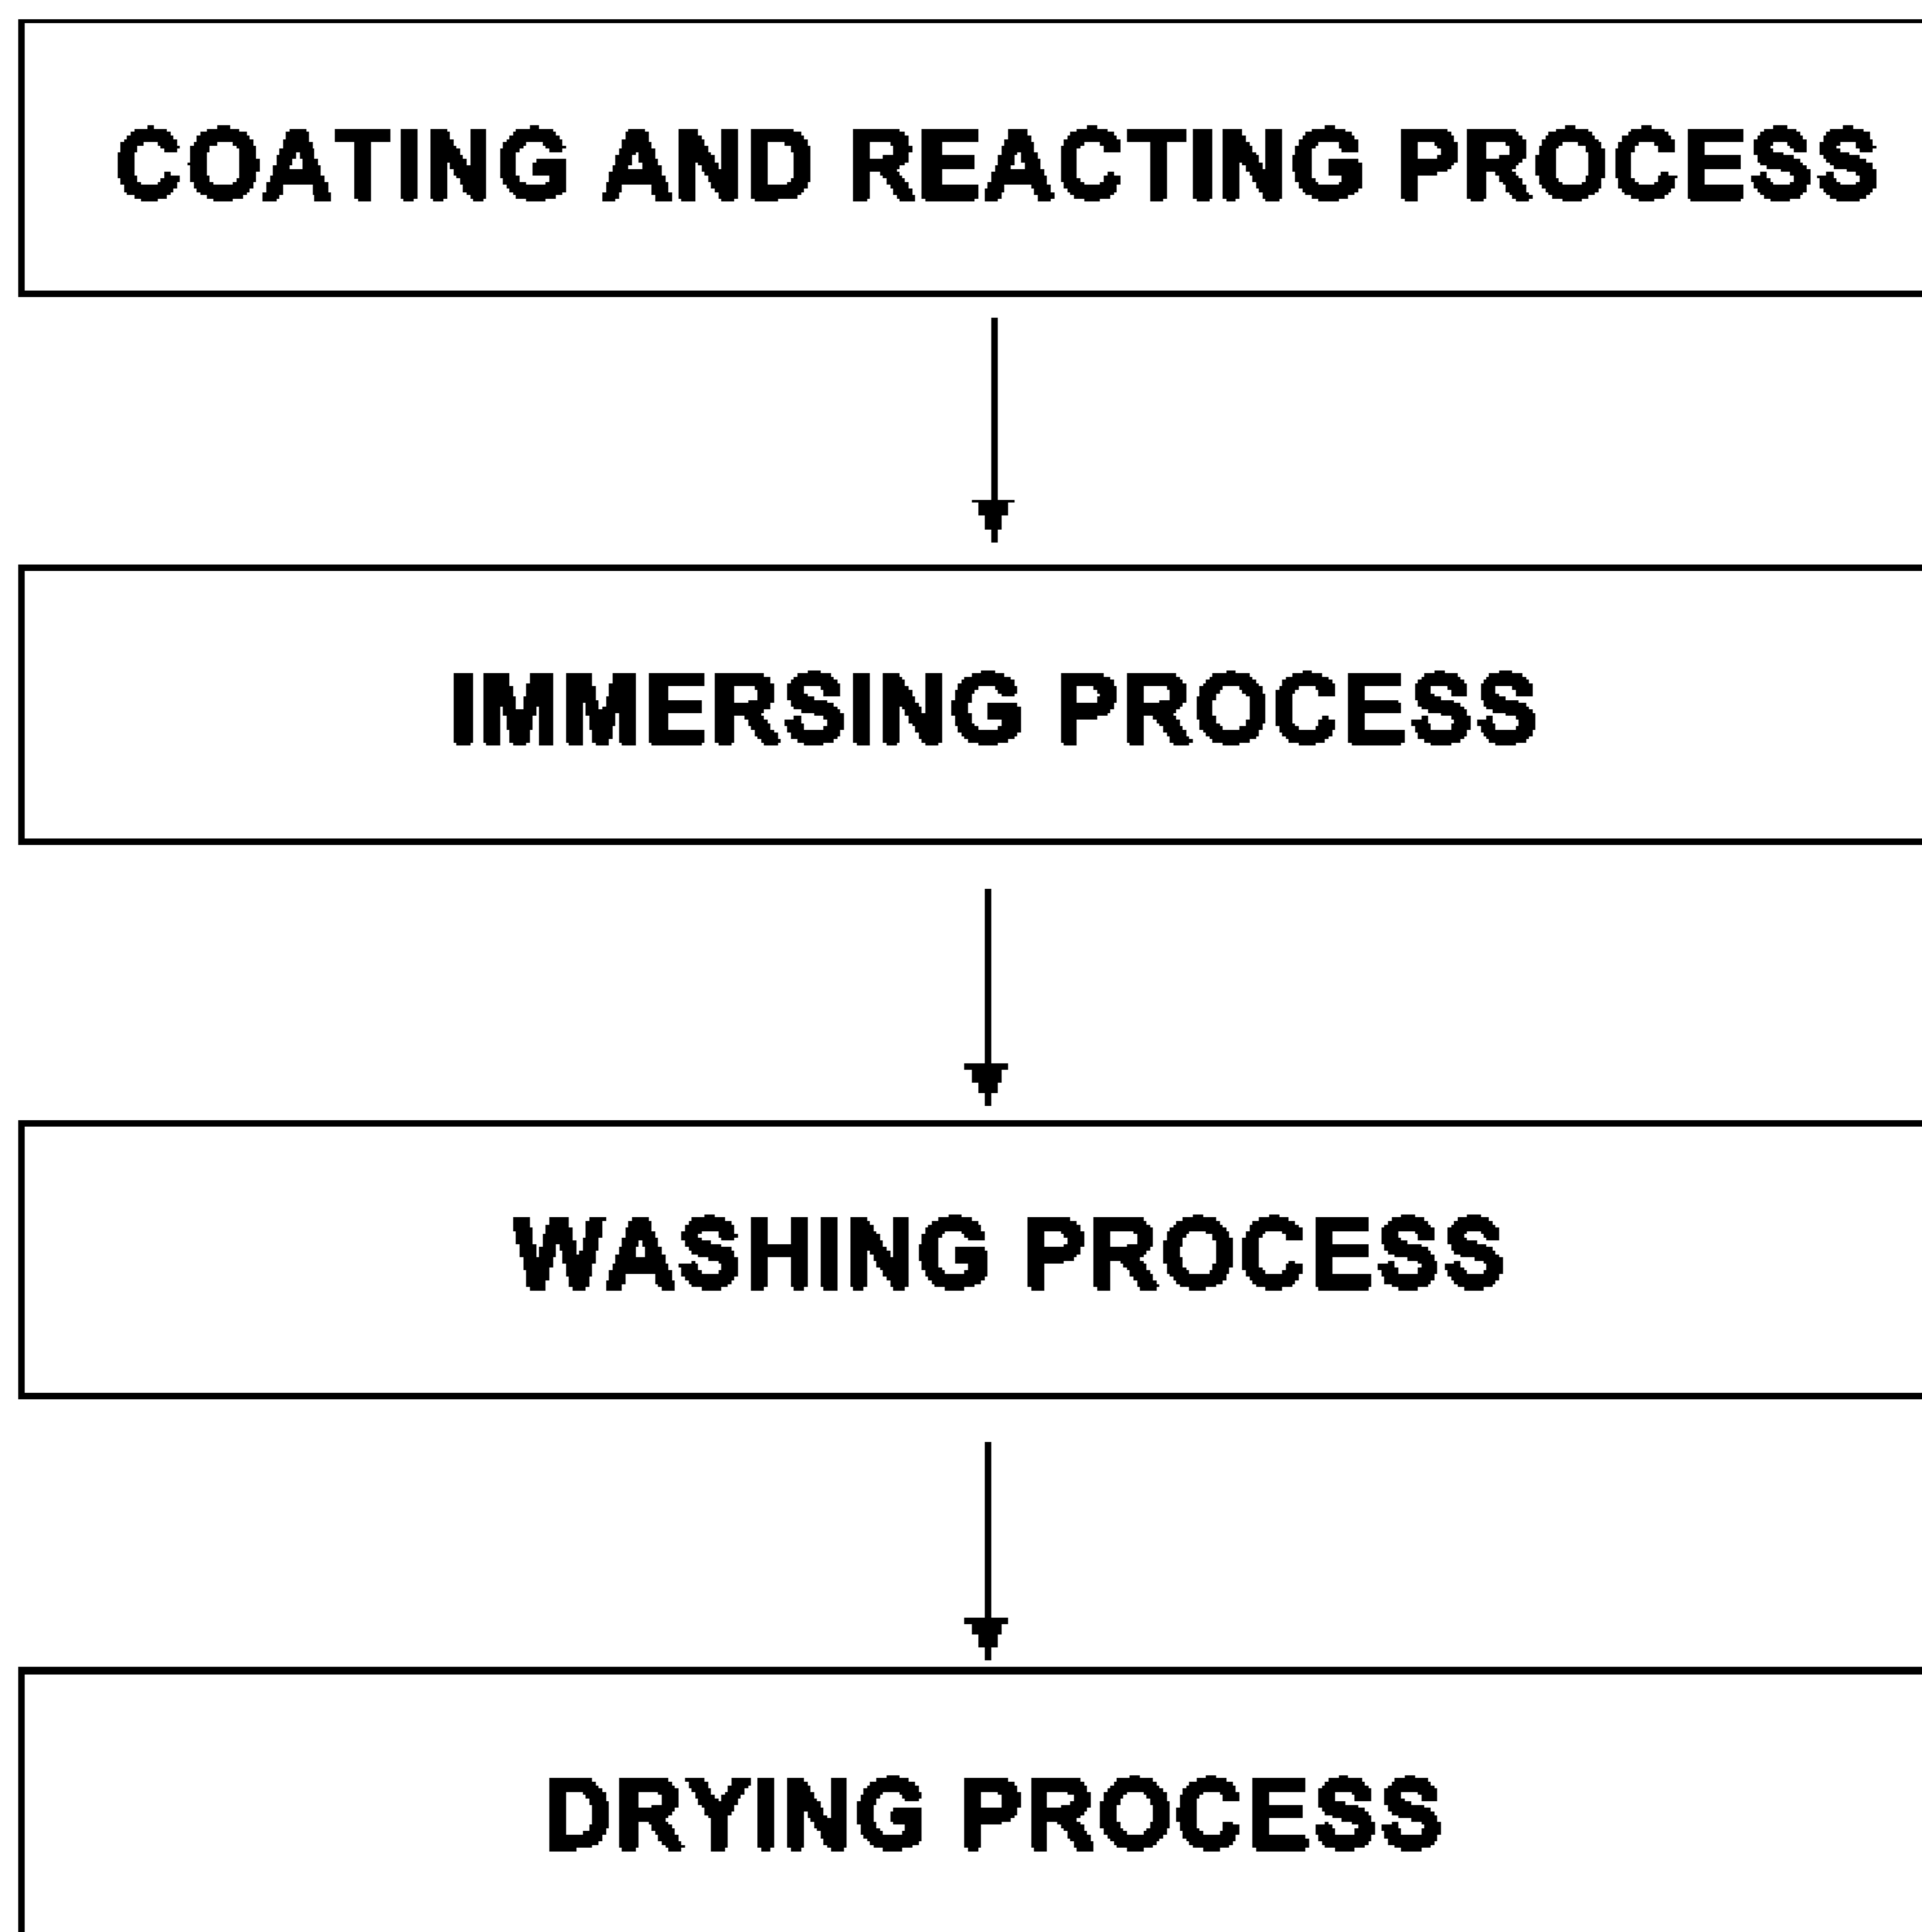 COATING AND REACTING PROCESS
IMMERSING PROCESS
WASHING PROCESS
DRYING PROCESS